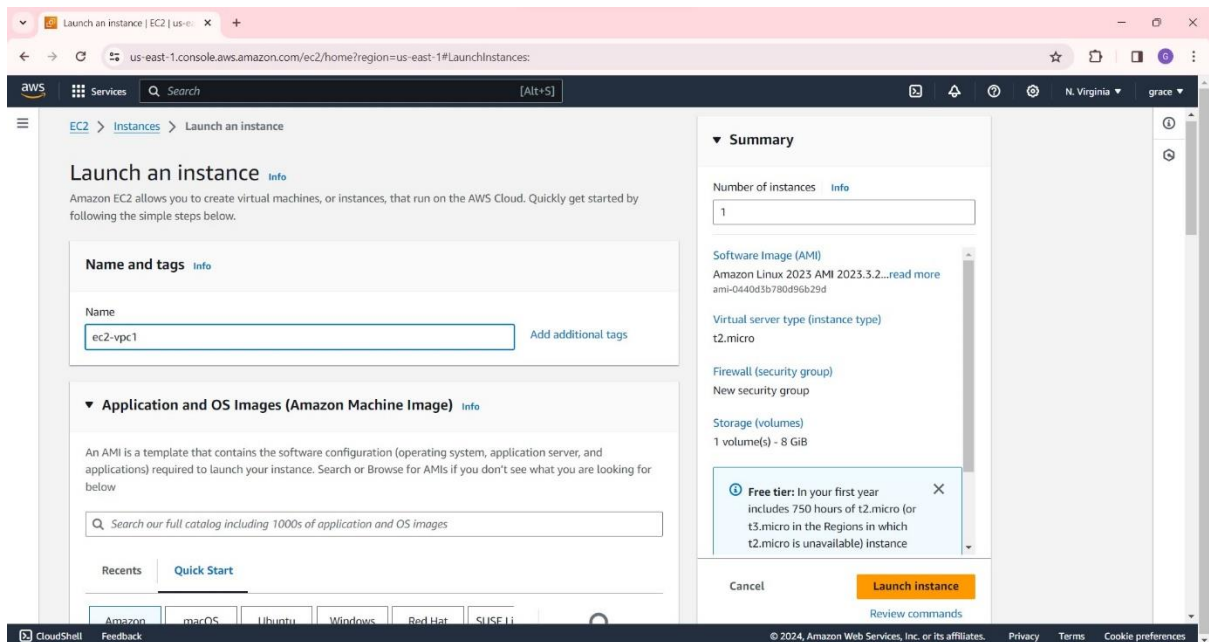 Launch an instance | EC2 | us-ea
us-east-1.console.aws.amazon.com/ec2/home?region=us-east-1#LaunchInstances:
G
aws
Services
Search
[Alt+S]
N. Virginia
grace
EC2 > Instances > Launch an instance
Launch an instance Info
Amazon EC2 allows you to create virtual machines, or instances, that run on the AWS Cloud. Quickly get started by
following the simple steps below.
Name and tags Info
Name
ec2-vpc1
Add additional tags
Application and OS Images (Amazon Machine Image) Info
An AMI is a template that contains the software configuration (operating system, application server, and
applications) required to launch your instance. Search or Browse for AMIs if you don't see what you are looking for
below
Search our full catalog including 1000s of application and OS images
Recents
Quick Start
Amazon
macOS
Ubuntu
Windows
Red Hat
SUSE Li
Summary
Number of instances Info
1
Software Image (AMI)
Amazon Linux 2023 AMI 2023.3.2...read more
ami-0440d3b780d96b29d
Virtual server type (instance type)
t2.micro
Firewall (security group)
New security group
Storage (volumes)
1 volume(s) - 8 GiB
Free tier: In your first year
includes 750 hours of t2.micro (or
t3.micro in the Regions in which
t2.micro is unavailable) instance
Cancel
Launch instance
Review commands
CloudShell
Feedback
© 2024, Amazon Web Services, Inc. or its affiliates.
Privacy
Terms
Cookie preferences